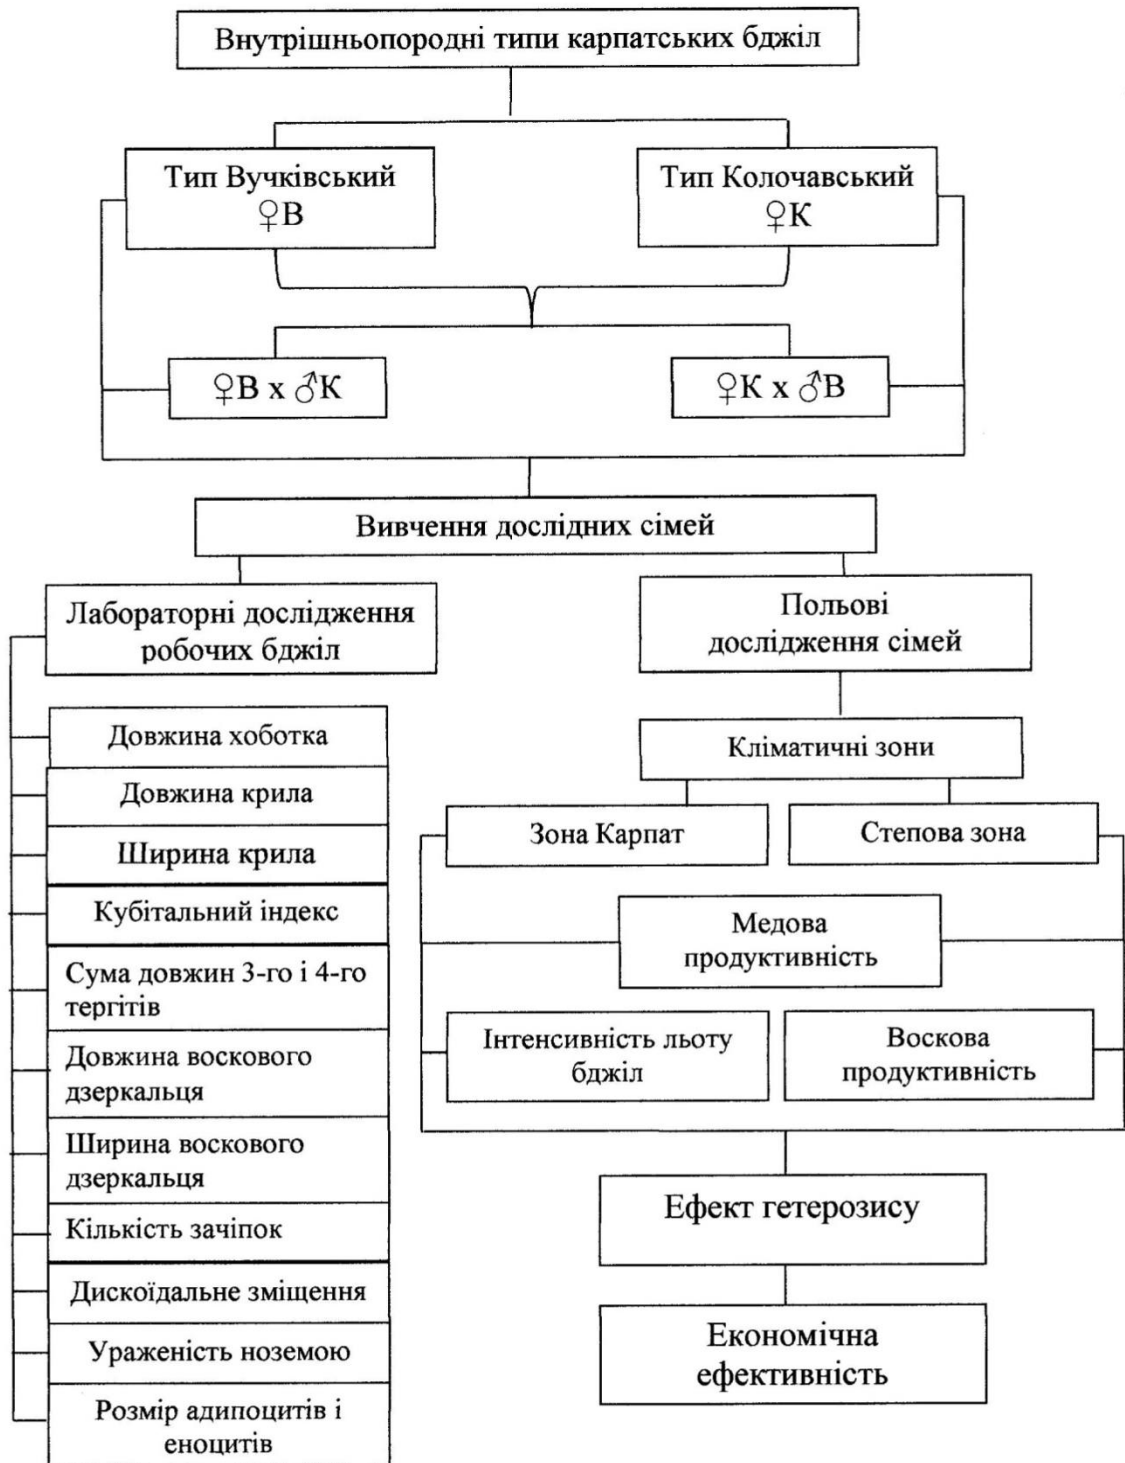 Внутрішньопородні типи карпатських бджіл
Тип Вучківський
♀В
Тип Колочавський
♀К
♀В х ♂К
♀К х ♂В
Вивчення дослідних сімей
Лабораторні дослідження
робочих бджіл
Довжина хоботка
Довжина крила
Ширина крила
Кубітальний індекс
Сума довжин 3-го і 4-го
тергітів
Довжина воскового
дзеркальця
Ширина воскового
дзеркальця
Кількість зачіпок
Дискоїдальне зміщення
Ураженість ноземою
Розмір адипоцитів і
еноцитів
Польові
дослідження сімей
Кліматичні зони
Зона Карпат
Степова зона
Медова
продуктивність
Інтенсивність льоту
бджіл
Воскова
продуктивність
Ефект гетерозису
Економічна
ефективність